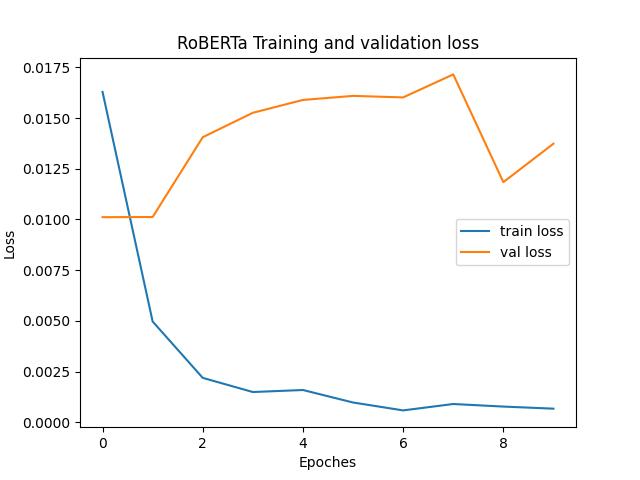 RoBERTa Training and validation loss
0.0175
0.0150
0.0125
0.0100
0.0075
0.0050
0.0025
0.0000
Loss
train loss
val loss
0 2 4 6 8
Epoches